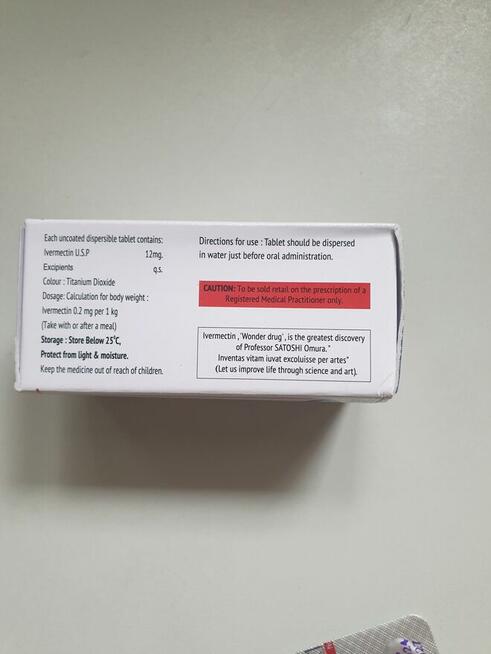 Each uncoated dispersible tablet contains:
Ivermectin U.S.P 12mg.
Excipients q.s.
Colour : Titanium Dioxide
Dosage: Calculation for body weight :
Ivermectin 0.2 mg per 1 kg
(Take with or after a meal)
Storage : Store Below 25°C,
Protect from light & moisture.
Keep the medicine out of reach of children.
Directions for use : Tablet should be dispersed
in water just before oral administration.
CAUTION: To be sold retail on the prescription of a
Registered Medical Practitioner only.
Ivermectin ,'Wonder drug', is the greatest discovery
of Professor SATOSHI Omura."
Inventas vitam iuvat excoluisse per artes"
(Let us improve life through science and art).